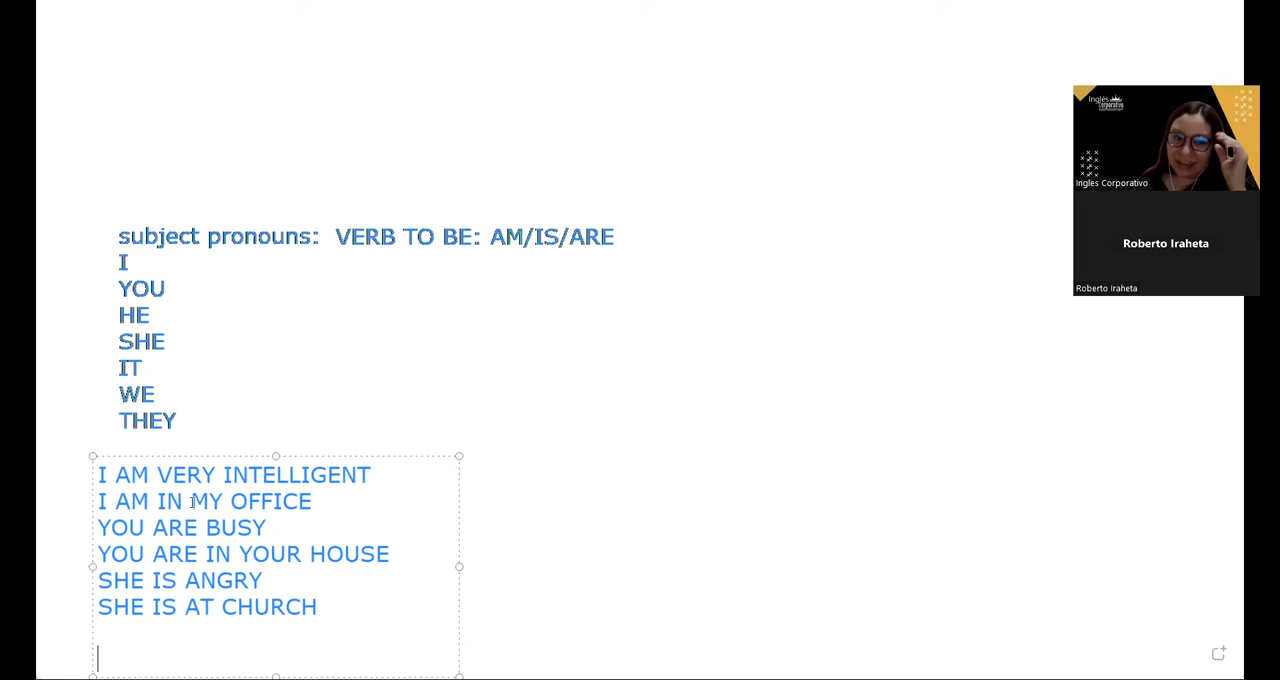 subject pronouns: VERB TO BE: AM/IS/ARE
I
YOU
HE
SHE
IT
WE
THEY
I AM VERY INTELLIGENT
I AM IN MY OFFICE
YOU ARE BUSY
YOU ARE IN YOUR HOUSE
SHE IS ANGRY
SHE IS AT CHURCH
Inglés
Corporativo
Ingles Corporativo
Roberto Iraheta
Roberto Iraheta